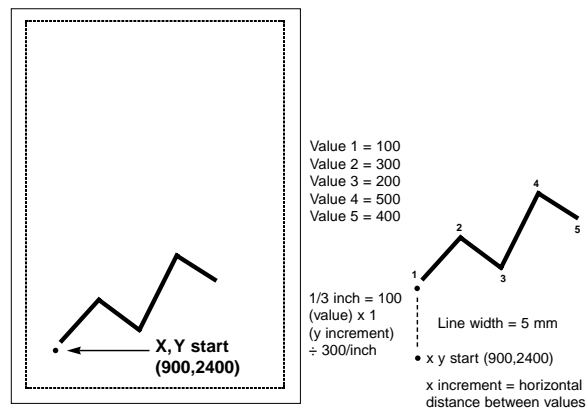 X,Y start
(900,2400)
Value 1 = 100
Value 2 = 300
Value 3 = 200
Value 4 = 500
Value 5 = 400
1
2
3
4
5
1/3 inch = 100
(value) x 1
(y increment)
÷ 300/inch
Line width = 5 mm
x y start (900,2400)
x increment = horizontal
distance between values